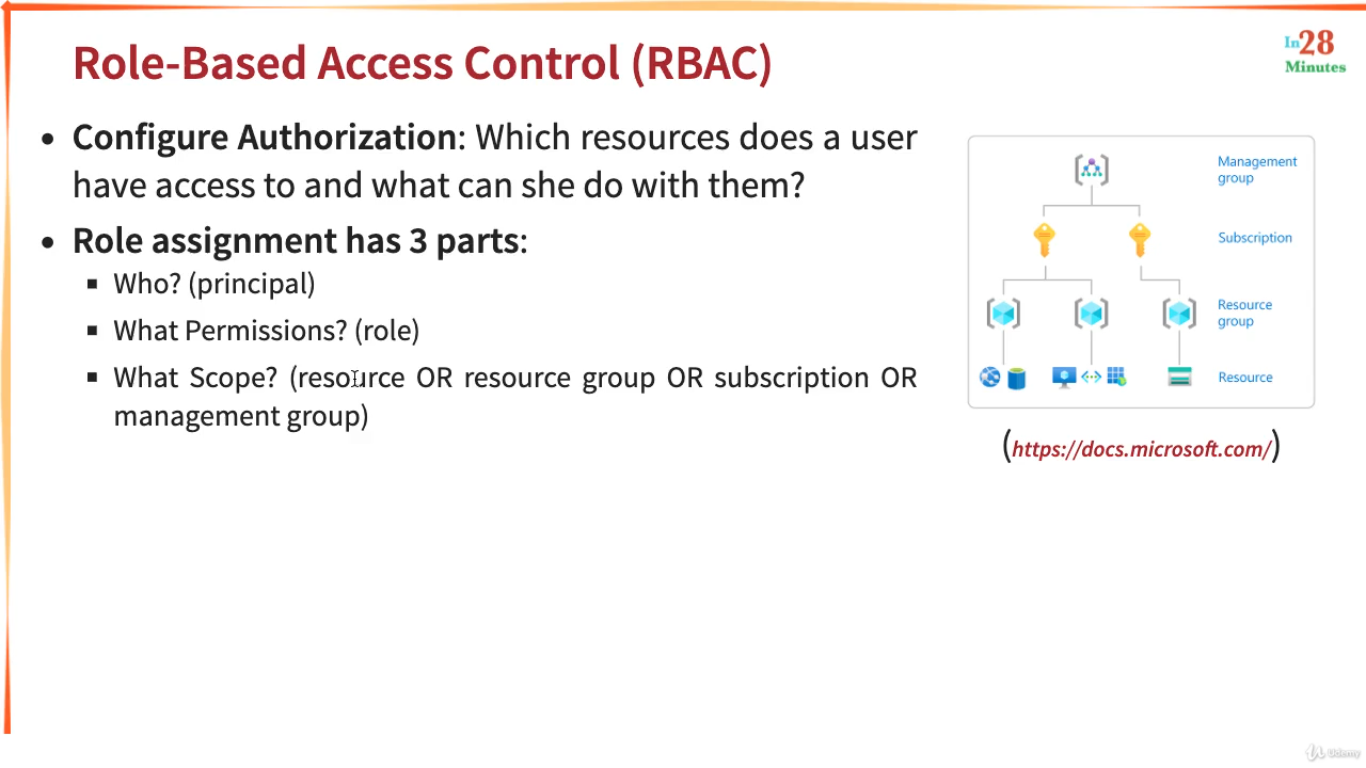 Role-Based Access Control (RBAC)
In28
Minutes
• Configure Authorization: Which resources does a user
have access to and what can she do with them?
• Role assignment has 3 parts:
▪ Who? (principal)
▪ What Permissions? (role)
▪ What Scope? (resource OR resource group OR subscription OR
management group)
Management
group
Subscription
Resource
group
Resource
(https://docs.microsoft.com/)
Udemy